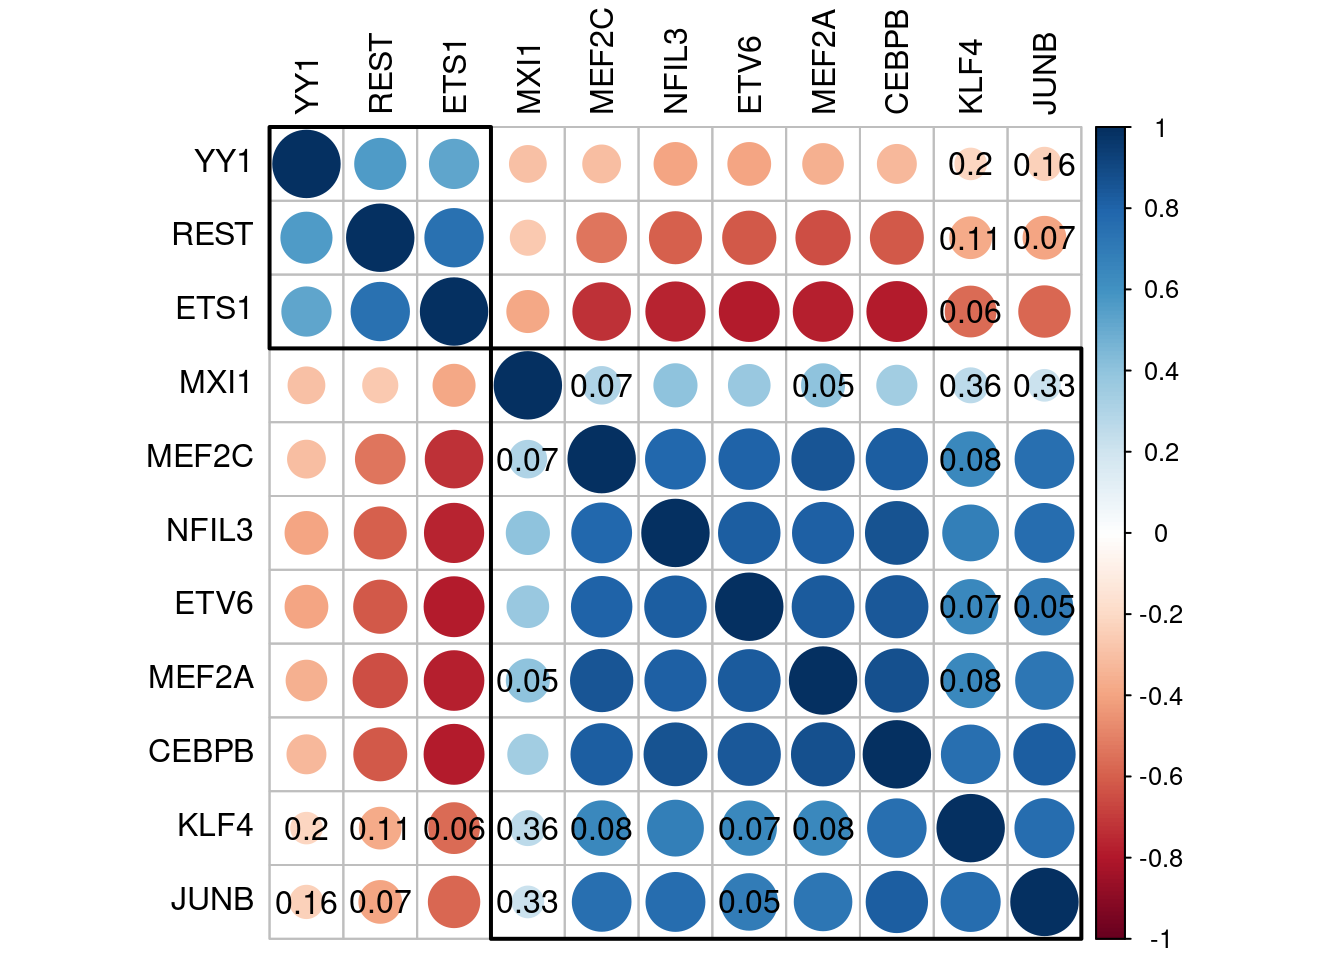 YY1 REST ETS1 MXI1 MEF2C NFIL3 ETV6 MEF2A CEBPB KLF4 JUNB
YY1 0.2 0.16
REST 0.11 0.07
ETS1 0.06
MXI1 0.07 0.05 0.36 0.33
MEF2C 0.07 0.08
NFIL3
ETV6 0.07 0.05
MEF2A 0.05 0.08
CEBPB
KLF4 0.2 0.11 0.06 0.36 0.08 0.07 0.08
JUNB 0.16 0.07 0.33 0.05
1
0.8
0.6
0.4
0.2
0
-0.2
-0.4
-0.6
-0.8
-1